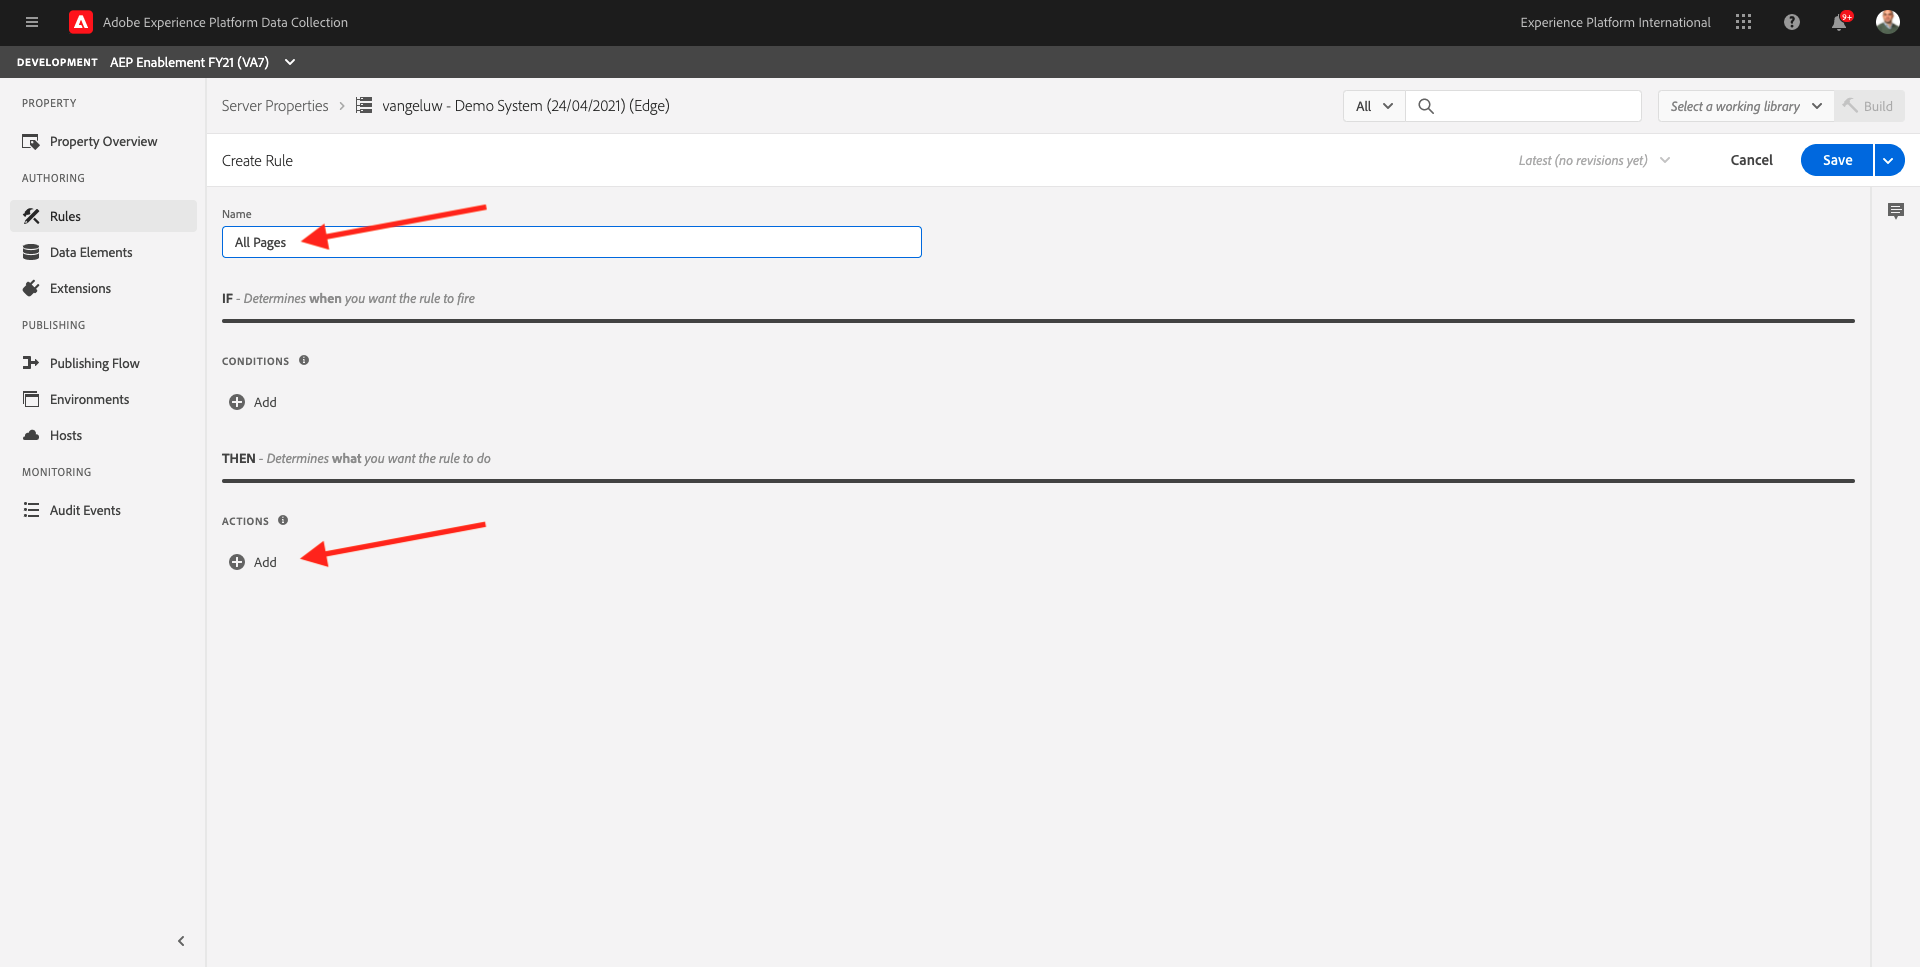 Adobe Experience Platform Data Collection
Experience Platform International
9+
DEVELOPMENT AEP Enablement FY21 (VA7)
PROPERTY
Property Overview
AUTHORING
Rules
Data Elements
Extensions
PUBLISHING
Publishing Flow
Environments
Hosts
MONITORING
Audit Events
Server Properties > vangeluw - Demo System (24/04/2021) (Edge)
All
Select a working library
Build
Create Rule
Latest (no revisions yet)
Cancel
Save
Name
All Pages
IF - Determines when you want the rule to fire
CONDITIONS
Add
THEN - Determines what you want the rule to do
ACTIONS
Add